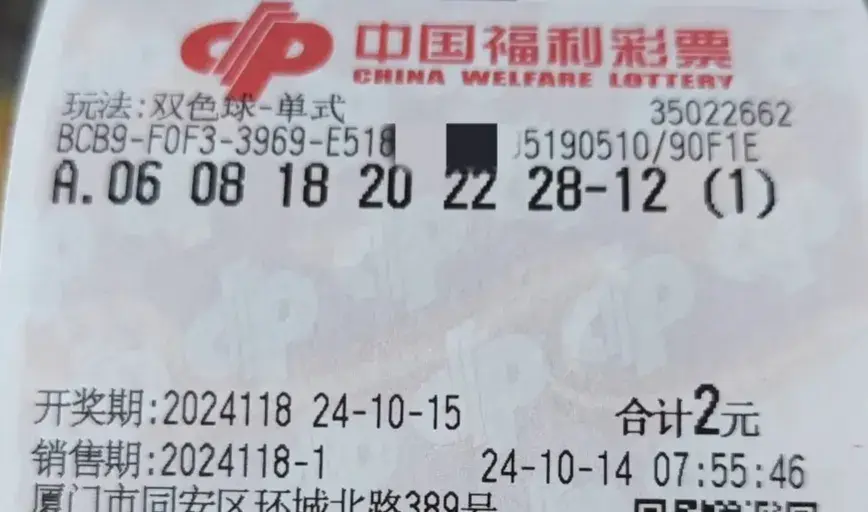 中国福利彩票
CHINA WELFARE LOTTERY
玩法:双色球-单式 35022662
BCB9-F0F3-3969-E518 5190510/90F1E
A. 06 08 18 20 22 28-12 (1)
开奖期:2024118 24-10-15 合计2元
销售期:2024118-1 24-10-14 07:55:46
厦门市同安区环城北路389号